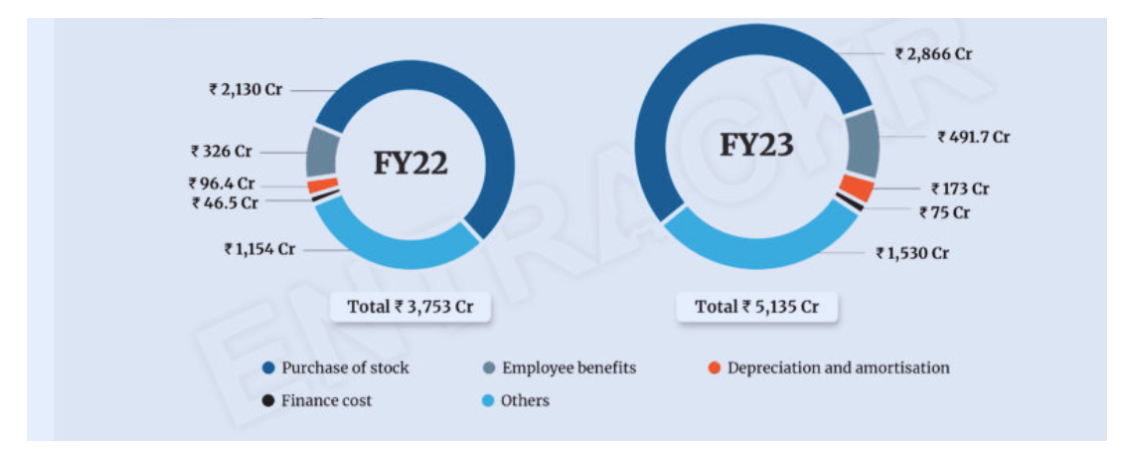 ₹ 2,130 Cr
₹ 326 Cr
₹ 96.4 Cr
₹ 46.5 Cr
₹ 1,154 Cr
FY22
Total ₹ 3,753 Cr
₹ 2,866 Cr
₹ 491.7 Cr
₹ 173 Cr
₹ 75 Cr
₹ 1,530 Cr
FY23
Total ₹ 5,135 Cr
Purchase of stock
Employee benefits
Depreciation and amortisation
Finance cost
Others
ENTRACKR